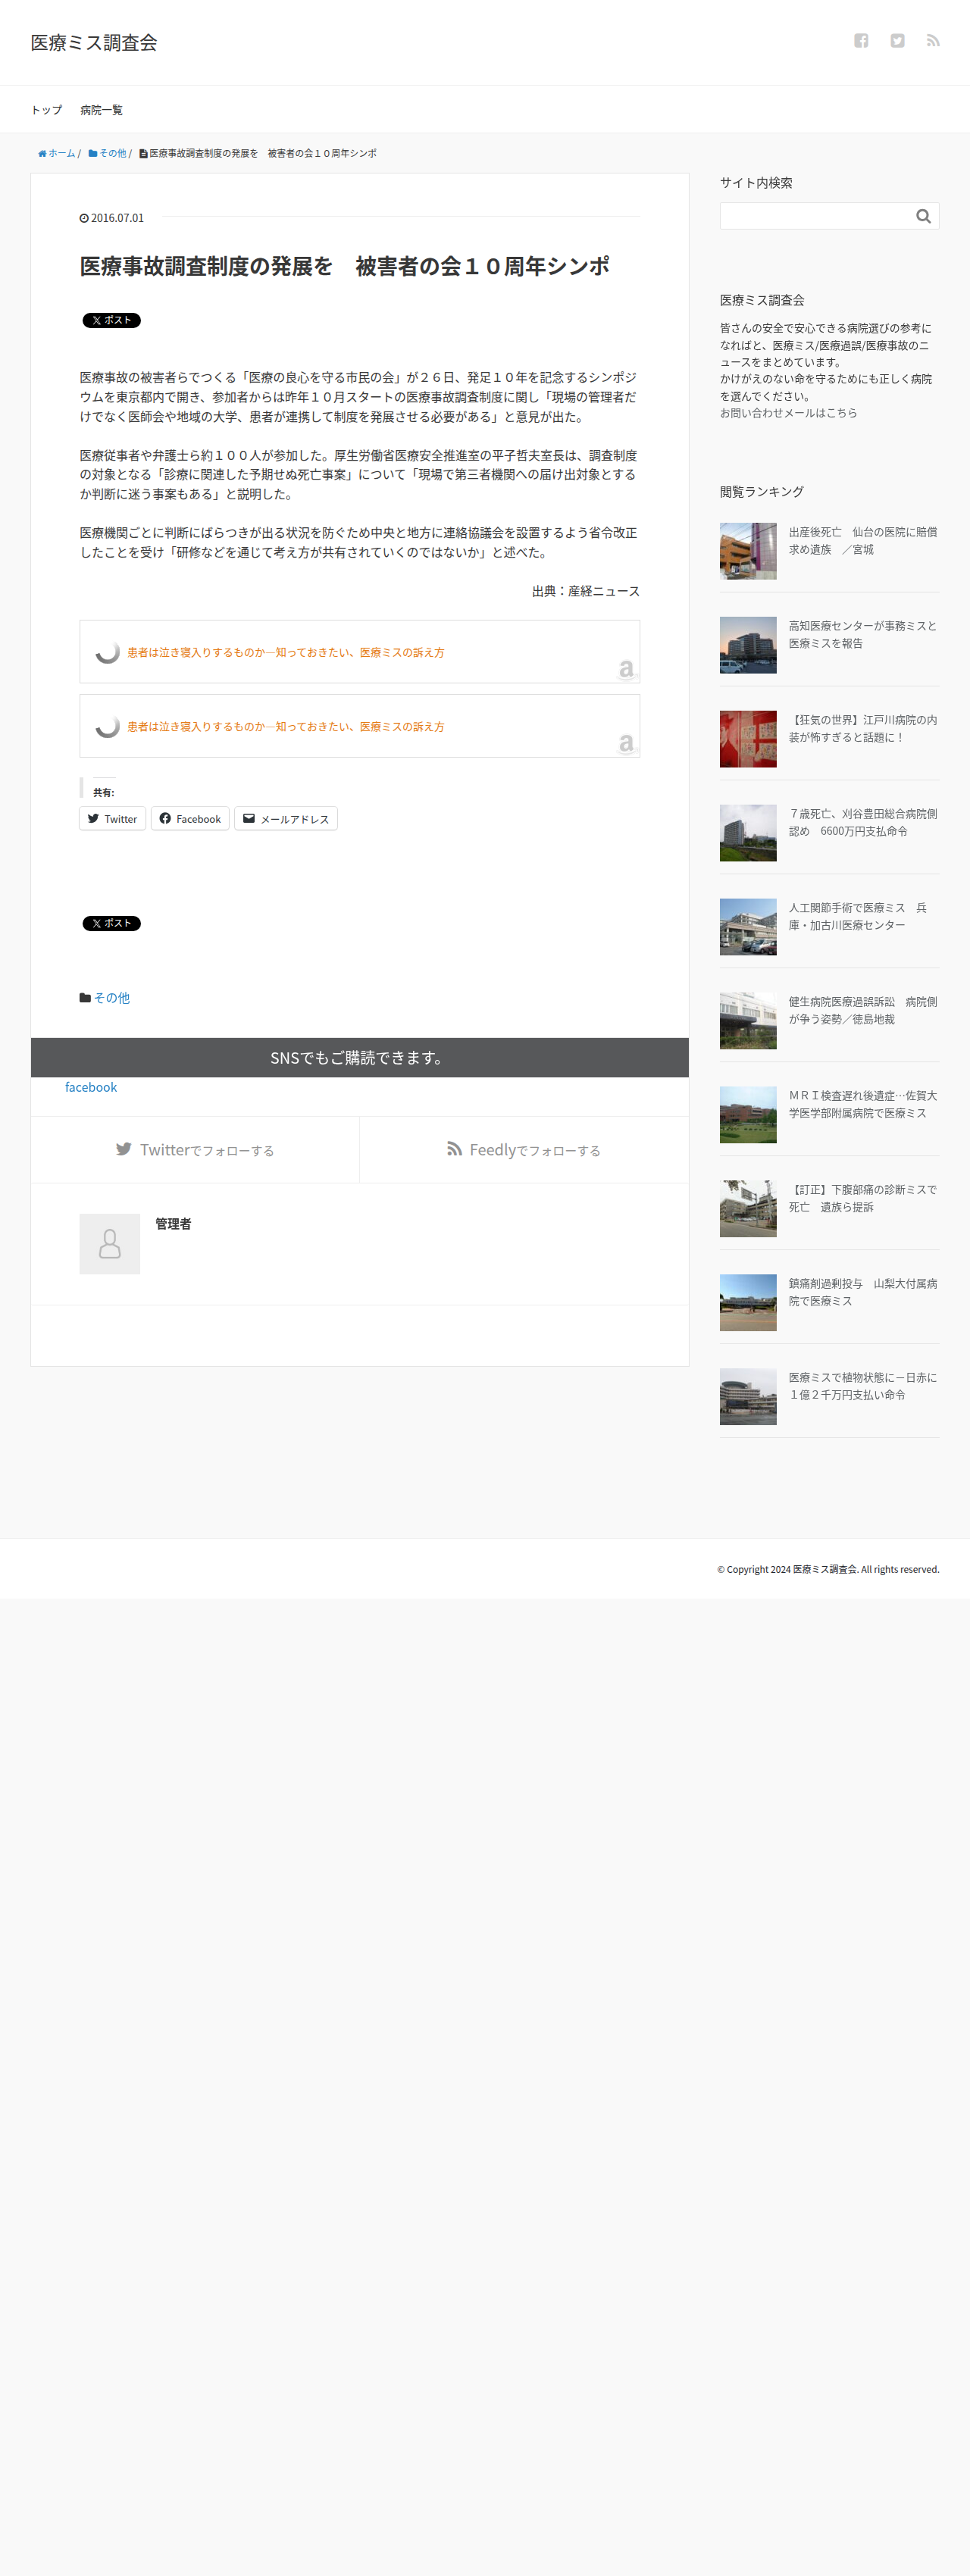 医療ミス調査会
トップ 病院一覧
ホーム / その他 / 医療事故調査制度の発展を　被害者の会１０周年シンポ
2016.07.01
医療事故調査制度の発展を　被害者の会１０周年シンポ
ポスト
医療事故の被害者らでつくる「医療の良心を守る市民の会」が２６日、発足１０年を記念するシンポジ
ウムを東京都内で開き、参加者からは昨年１０月スタートの医療事故調査制度に関し「現場の管理者だ
けでなく医師会や地域の大学、患者が連携して制度を発展させる必要がある」と意見が出た。
医療従事者や弁護士ら約１００人が参加した。厚生労働省医療安全推進室の平子哲夫室長は、調査制度
の対象となる「診療に関連した予期せぬ死亡事案」について「現場で第三者機関への届け出対象とする
か判断に迷う事案もある」と説明した。
医療機関ごとに判断にばらつきが出る状況を防ぐため中央と地方に連絡協議会を設置するよう省令改正
したことを受け「研修などを通じて考え方が共有されていくのではないか」と述べた。
出典：産経ニュース
患者は泣き寝入りするものか―知っておきたい、医療ミスの訴え方
a
患者は泣き寝入りするものか―知っておきたい、医療ミスの訴え方
a
共有:
Twitter Facebook メールアドレス
ポスト
その他
SNSでもご購読できます。
facebook
Twitterでフォローする Feedlyでフォローする
管理者
サイト内検索
医療ミス調査会
皆さんの安全で安心できる病院選びの参考に
なればと、医療ミス/医療過誤/医療事故のニ
ュースをまとめています。
かけがえのない命を守るためにも正しく病院
を選んでください。
お問い合わせメールはこちら
閲覧ランキング
出産後死亡　仙台の医院に賠償
求め遺族　／宮城
高知医療センターが事務ミスと
医療ミスを報告
【狂気の世界】江戸川病院の内
装が怖すぎると話題に！
７歳死亡、刈谷豊田総合病院側
認め　6600万円支払命令
人工関節手術で医療ミス　兵
庫・加古川医療センター
健生病院医療過誤訴訟　病院側
が争う姿勢／徳島地裁
ＭＲＩ検査遅れ後遺症…佐賀大
学医学部附属病院で医療ミス
【訂正】下腹部痛の診断ミスで
死亡　遺族ら提訴
鎮痛剤過剰投与　山梨大付属病
院で医療ミス
医療ミスで植物状態に－日赤に
１億２千万円支払い命令
© Copyright 2024 医療ミス調査会. All rights reserved.